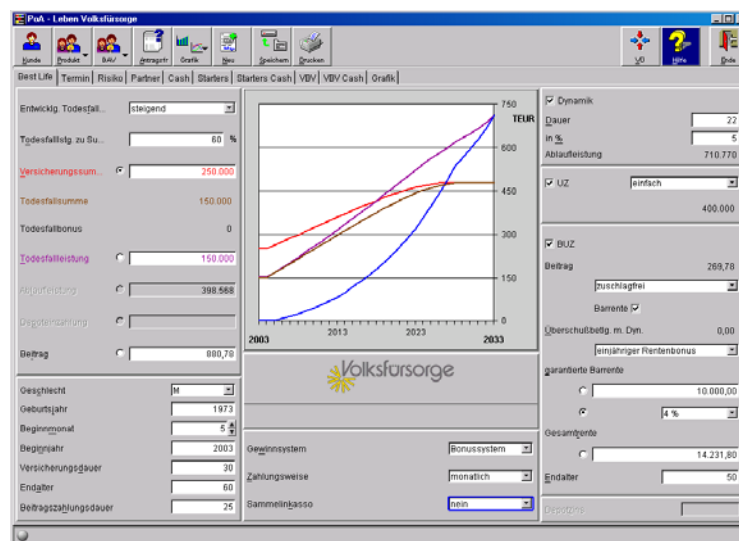 PoA - Leben Volksfürsorge
Kunde Produkt BAV Antragstr Grafik Neu Speichern Drucken VO Hilfe Ende
Best Life Termin Risiko Partner Cash Starters Starters Cash VBV VBV Cash Grafik
Entwicklg. Todesfall... steigend
Todesfallstg. zu Su... 60 %
Versicherungssum... 250.000
Todesfallsumme 150.000
Todesfallbonus 0
Todesfallleistung 150.000
Ablaufleistung 398.568
Depoteinzahlung
Beitrag 880,78
Geschlecht M
Geburtsjahr 1973
Beginnmonat 5
Beginnjahr 2003
Versicherungsdauer 30
Endalter 60
Beitragszahlungsdauer 25
750
TEUR
600
450
300
150
0
2013 2023
2003 2033
Volksfürsorge
Gewinnsystem Bonussystem
Zahlungsweise monatlich
Sammelinkasso nein
Dynamik
Dauer 22
in % 5
Ablaufleistung 710.770
UZ einfach
400.000
BUZ
Beitrag 269,78
zuschlagfrei
Barrente
Überschußbetlg. m. Dyn. 0,00
einjähriger Rentenbonus
garantierte Barrente
10.000,00
4 %
Gesamtrente
14.231,80
Endalter 50
Depotzins